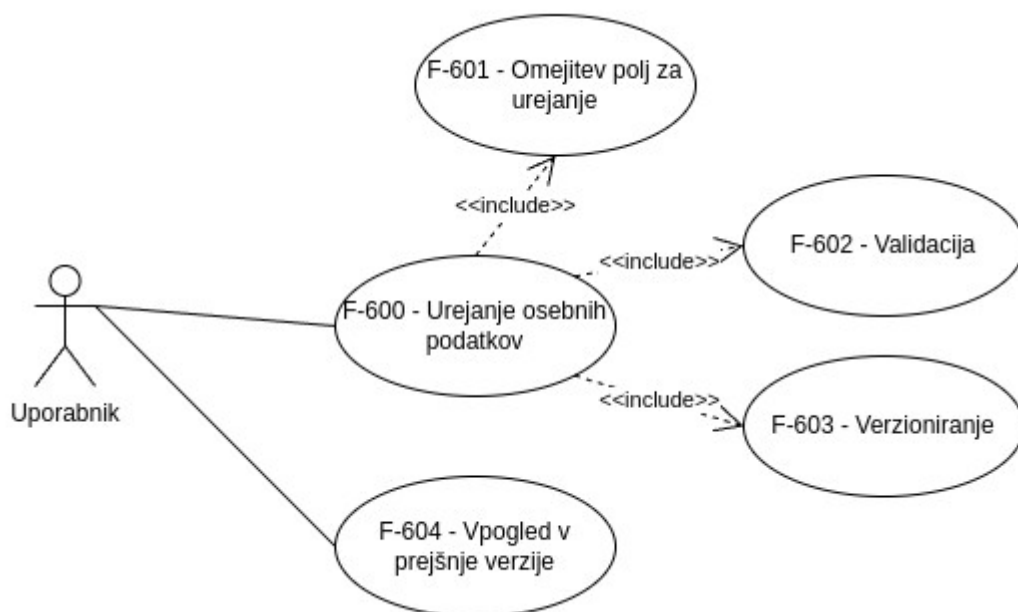 F-601 - Omejitev polj za
urejanje
<<include>>
F-602 - Validacija
<<include>>
F-600 - Urejanje osebnih
podatkov
<<include>>
F-603 - Verzioniranje
Uporabnik
F-604 - Vpogled v
prejšnje verzije